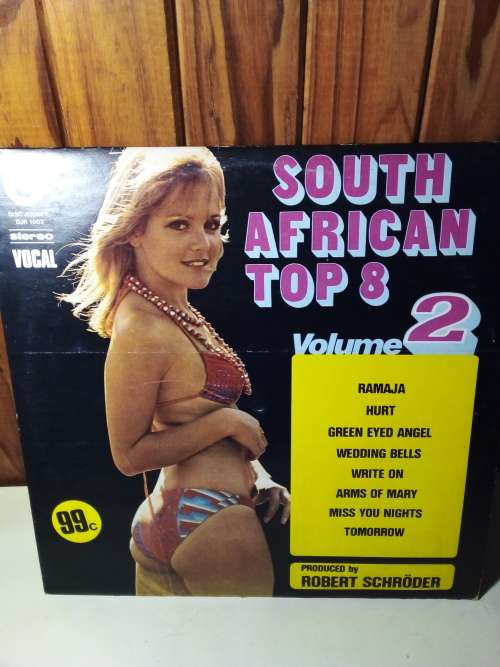 stereo
VOCAL
SOUTH
AFRICAN
TOP 8
Volume 2
RAMAJA
HURT
GREEN EYED ANGEL
WEDDING BELLS
WRITE ON
ARMS OF MARY
MISS YOU NIGHTS
TOMORROW
99c
PRODUCED by
ROBERT SCHRÖDER